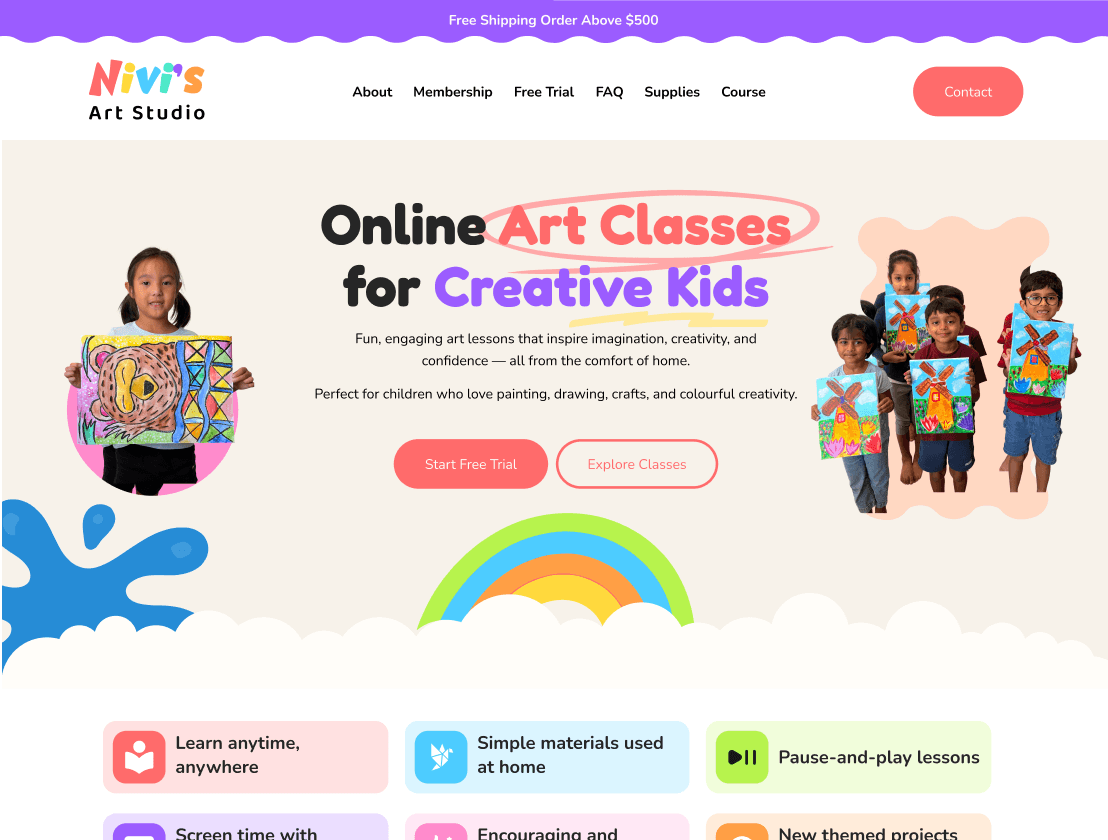 Free Shipping Order Above $500
Nivi's
Art Studio
About Membership Free Trial FAQ Supplies Course
Contact
Online Art Classes
for Creative Kids
Fun, engaging art lessons that inspire imagination, creativity, and
confidence — all from the comfort of home.
Perfect for children who love painting, drawing, crafts, and colourful creativity.
Start Free Trial
Explore Classes
Learn anytime,
anywhere
Simple materials used
at home
Pause-and-play lessons
Screen time with
Encouraging and
New themed projects